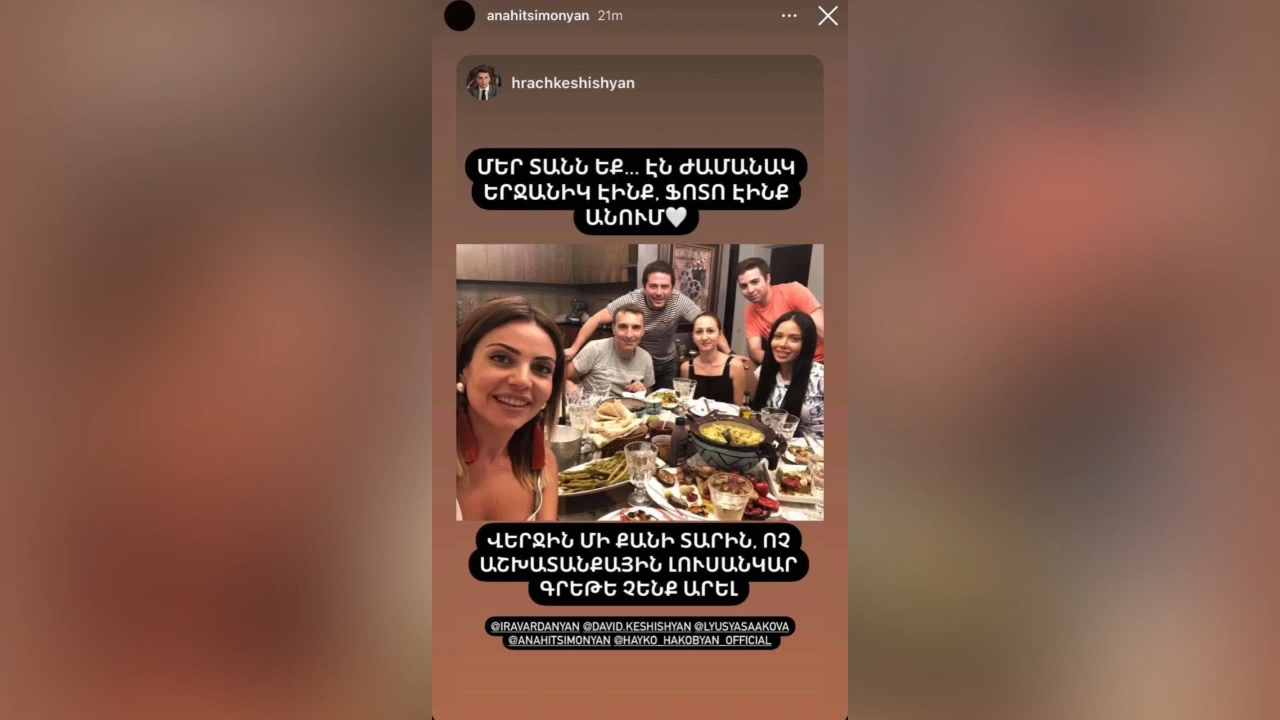 anahitsimonyan 21m
hrachkeshishyan
ՄԵՐ ՏԱՆՆ ԵՔ... ԷՆ ԺԱՄԱՆԱԿ
ԵՐՋԱՆԻԿ ԷԻՆՔ, ՖՈՏՈ ԷԻՆՔ
ԱՆՈՒՄ🤍
ՎԵՐՋԻՆ ՄԻ ՔԱՆԻ ՏԱՐԻՆ, ՈՉ
ԱՇԽԱՏԱՆՔԱՅԻՆ ԼՈՒՍԱՆԿԱՐ
ԳՐԵԹԵ ՉԵՆՔ ԱՐԵԼ
@IRAVARDANYAN @DAVID.KESHISHYAN @LYUSYASAAKOVA
@ANAHITSIMONYAN @HAYKO_HAKOBYAN_OFFICIAL